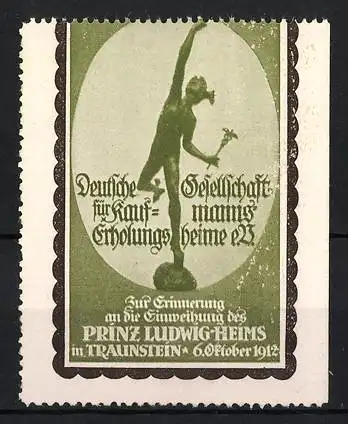 Deutsche Gesellschaft
für Kauf= manns=
Erholungs heime e.V.
Zur Erinnerung
an die Einweihung des
PRINZ LUDWIG-HEIMS
in TRAUNSTEIN * 6. Oktober 1912